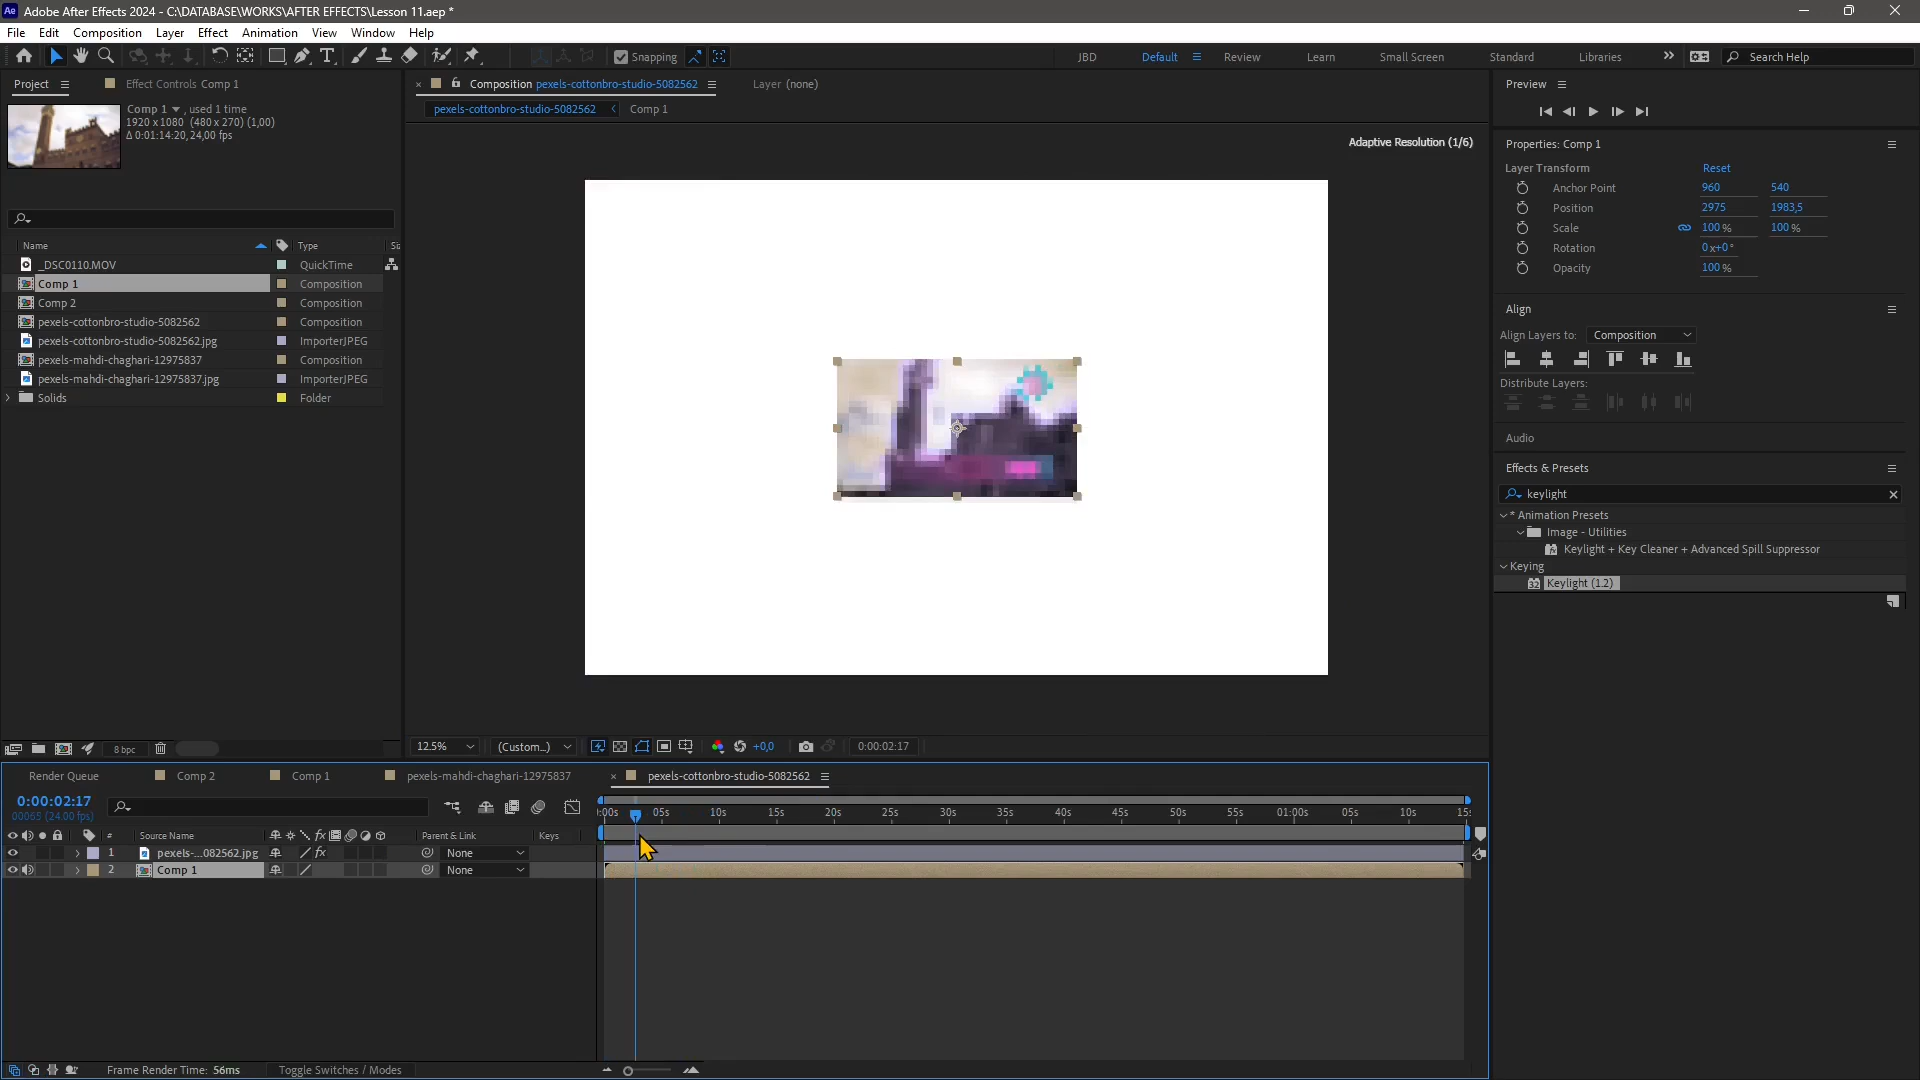 Adobe After Effects 2024 - C:\DATABASE\WORKS\AFTER EFFECTS\Lesson 11.aep *
File Edit Composition Layer Effect Animation View Window Help
Snapping
JBD Default Review Learn Small Screen Standard Libraries Search Help
Project Effect Controls Comp 1
Composition pexels-cottonbro-studio-5082562 Layer (none)
Preview
Comp 1 , used 1 time
1920 x 1080 (480 x 270) (1,00)
Δ 0:01:14:20, 24,00 fps
pexels-cottonbro-studio-5082562 Comp 1
Adaptive Resolution (1/6)
Properties: Comp 1
Layer Transform Reset
Anchor Point 960 540
Position 2975 1983,5
Scale 100 % 100 %
Rotation 0 x+0 °
Opacity 100 %
Name Type Siz
_DSC0110.MOV QuickTime
Comp 1 Composition
Comp 2 Composition
pexels-cottonbro-studio-5082562 Composition
pexels-cottonbro-studio-5082562.jpg ImporterJPEG
pexels-mahdi-chaghari-12975837 Composition
pexels-mahdi-chaghari-12975837.jpg ImporterJPEG
Solids Folder
Align
Align Layers to: Composition
Distribute Layers:
Audio
Effects & Presets
keylight
* Animation Presets
Image - Utilities
Keylight + Key Cleaner + Advanced Spill Suppressor
Keying
Keylight (1.2)
8 bpc
12.5% (Custom...) +0,0 0:00:02:17
Render Queue Comp 2 Comp 1 pexels-mahdi-chaghari-12975837 pexels-cottonbro-studio-5082562
0:00:02:17
00065 (24.00 fps)
:00s 05s 10s 15s 20s 25s 30s 35s 40s 45s 50s 55s 01:00s 05s 10s 15s
# Source Name Parent & Link Keys
1 pexels-...082562.jpg fx None
2 Comp 1 None
Frame Render Time: 56ms Toggle Switches / Modes